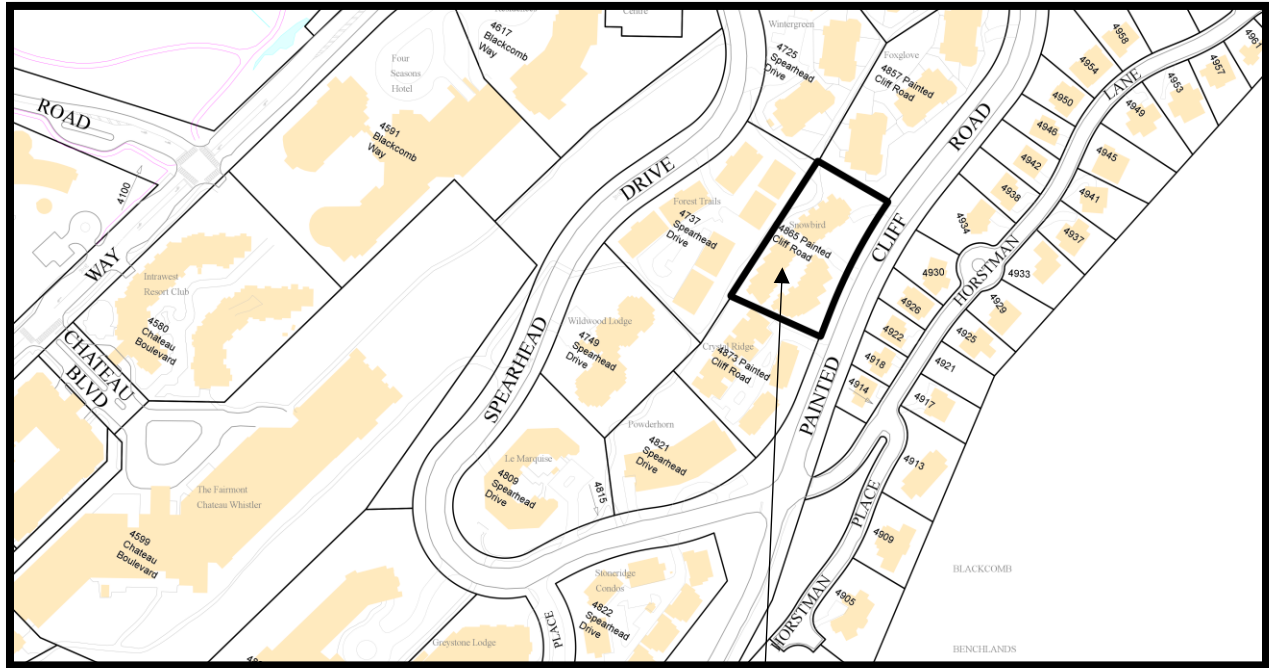 Centre
Wintergreen
4617
Blackcomb
Way
Four
Seasons
Hotel
4725
Spearhead
Drive
Foxglove
4857 Painted
Cliff Road
4958
4961
4954
4957
4953
LANE
4950
4949
4946
4945
4942
4941
4938
4937
4934
4933
4930
4929
4926
4925
4922
4921
4918
4917
4914
4913
4909
4905
ROAD
4100
WAY
4591
Blackcomb
Way
DRIVE
ROAD
CLIFF
PAINTED
HORSTMAN
Forest Trails
4737
Spearhead
Drive
Snowbird
4865 Painted
Cliff Road
Intrawest
Resort Club
4580
Chateau
Boulevard
CHATEAU
BLVD
SPEARHEAD
Wildwood Lodge
4749
Spearhead
Drive
Crystal Ridge
4873 Painted
Cliff Road
Powderhorn
4821
Spearhead
Drive
Le Marquise
4809
Spearhead
Drive
4815
The Fairmont
Chateau Whistler
4599
Chateau
Boulevard
PLACE
HORSTMAN
Stoneridge
Condos
4822
Spearhead
Drive
PLACE
Greystone Lodge
BLACKCOMB
BENCHLANDS